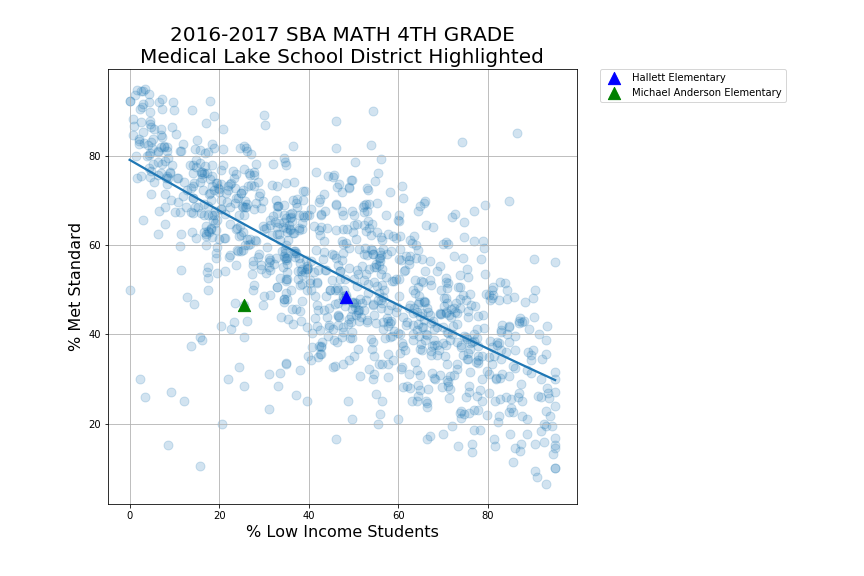 2016-2017 SBA MATH 4TH GRADE
Medical Lake School District Highlighted
Hallett Elementary
Michael Anderson Elementary
% Met Standard
80
60
40
20
0
20
40
60
80
% Low Income Students